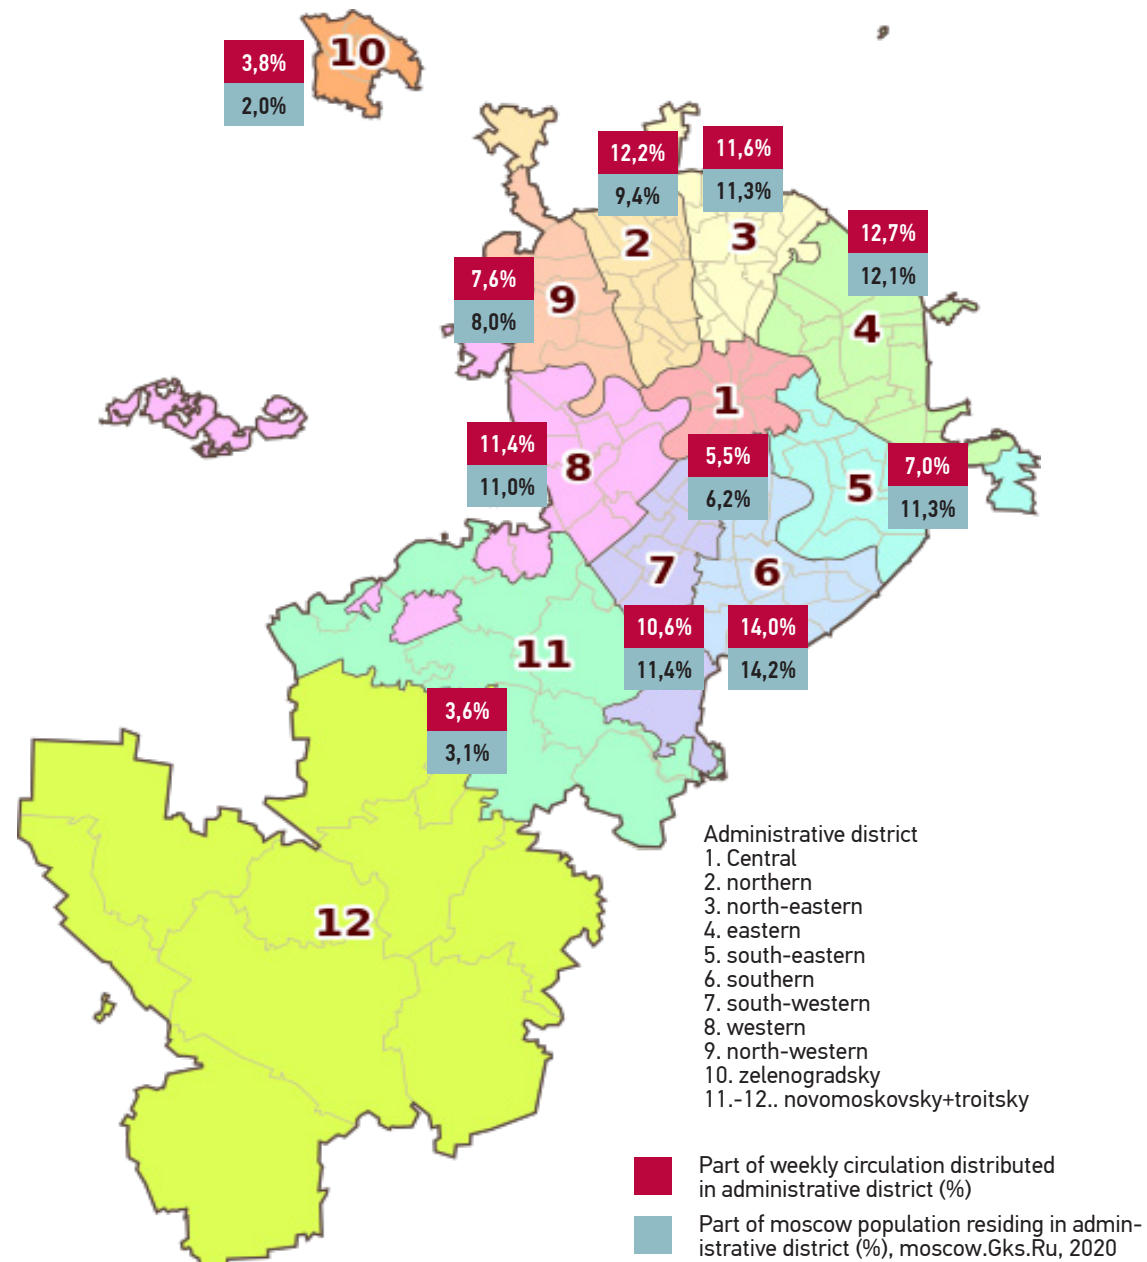 10
3,8%
2,0%
12,2%
9,4%
11,6%
11,3%
2
3
12,7%
12,1%
7,6%
8,0%
9
4
1
11,4%
11,0%
8
5,5%
6,2%
5
7,0%
11,3%
7
6
10,6%
11,4%
14,0%
14,2%
11
3,6%
3,1%
12
Administrative district
1. Central
2. northern
3. north-eastern
4. eastern
5. south-eastern
6. southern
7. south-western
8. western
9. north-western
10. zelenogradsky
11.-12.. novomoskovsky+troitsky
Part of weekly circulation distributed
in administrative district (%)
Part of moscow population residing in admin-
istrative district (%), moscow.Gks.Ru, 2020